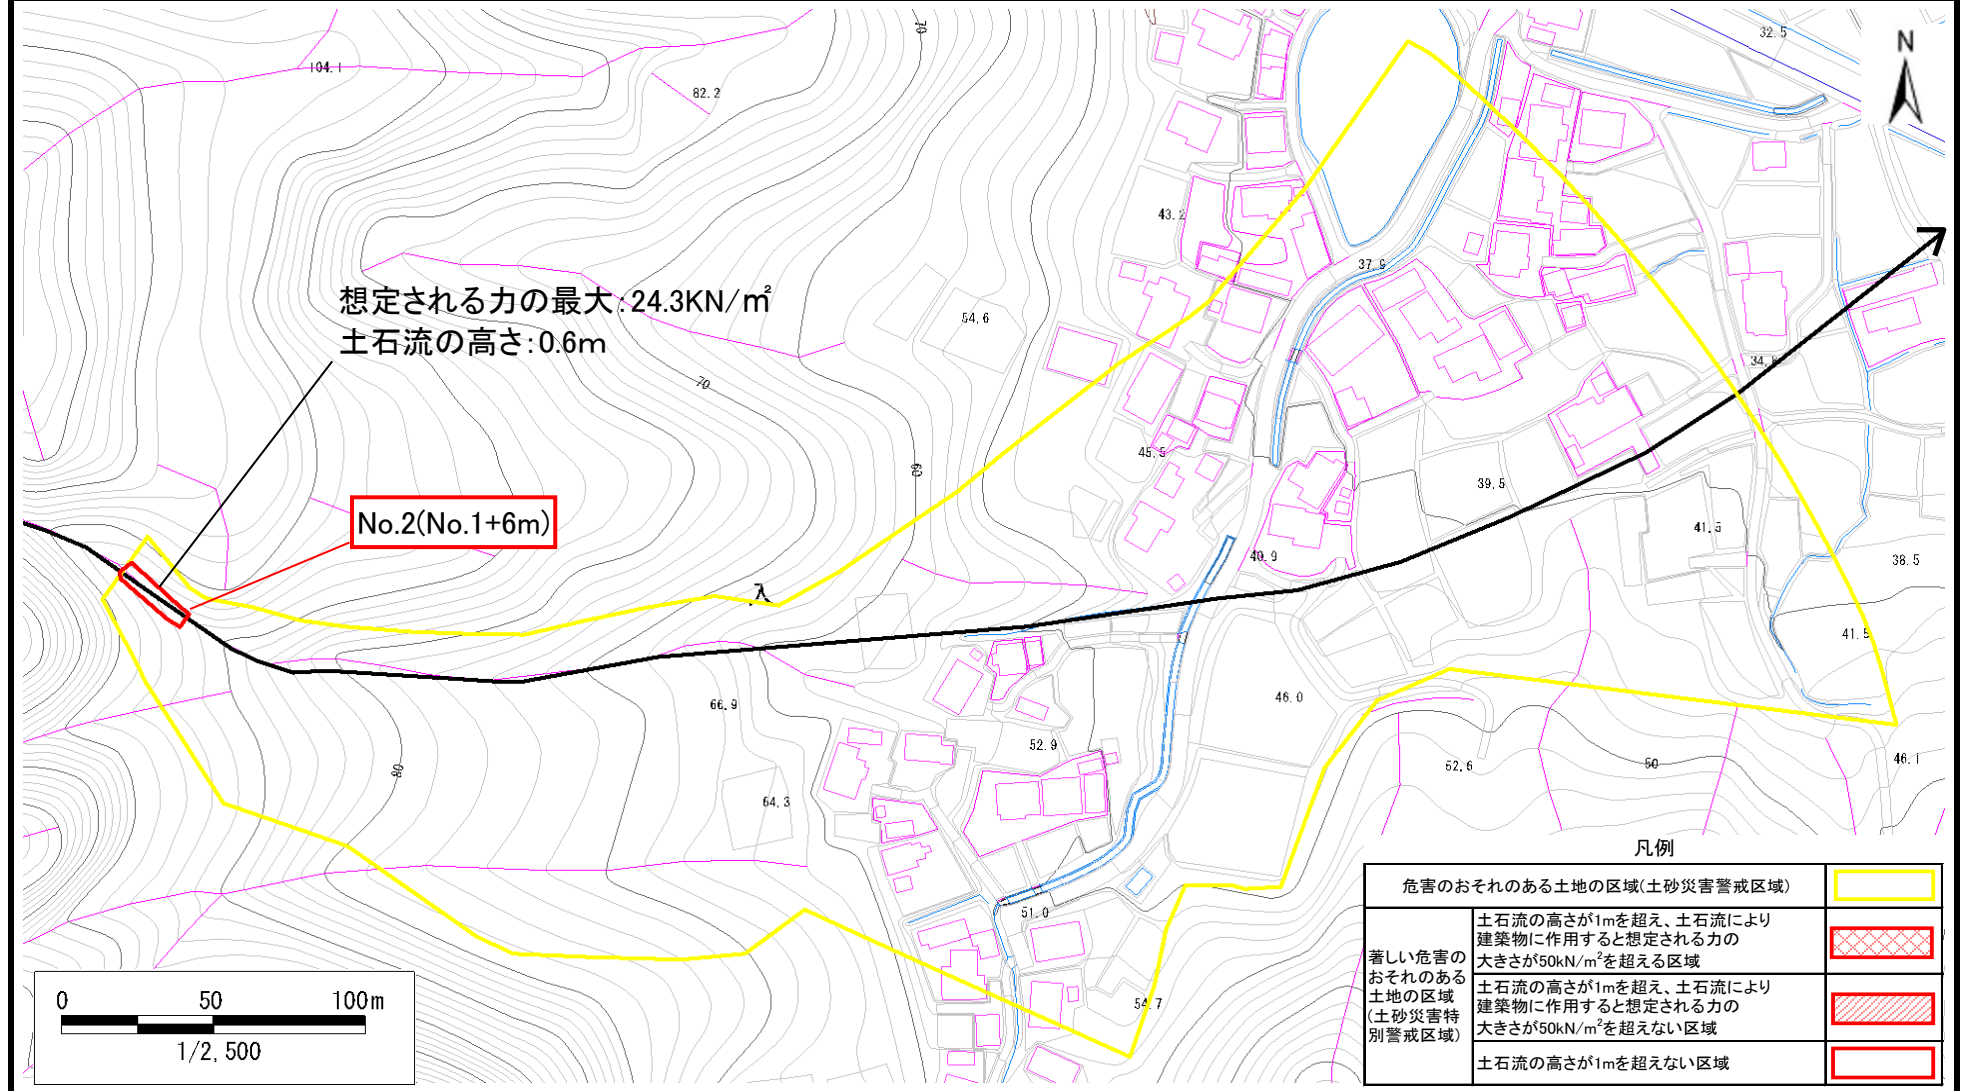 104.1
82.2
70
32.5
N
43.2
37.9
想定される力の最大:24.3KN/㎡
土石流の高さ:0.6m
54.6
34.8
70
60
45.5
39.5
No.2(No.1+6m)
41.5
40.9
38.5
入
41.5
66.9
46.0
52.9
80
52.6
50
46.1
64.3
51.0
54.7
0 50 100m
1/2,500
凡例
危害のおそれのある土地の区域(土砂災害警戒区域)
著しい危害の
おそれのある
土地の区域
(土砂災害特
別警戒区域)
土石流の高さが1mを超え、土石流により
建築物に作用すると想定される力の
大きさが50kN/m²を超える区域
土石流の高さが1mを超え、土石流により
建築物に作用すると想定される力の
大きさが50kN/m²を超えない区域
土石流の高さが1mを超えない区域